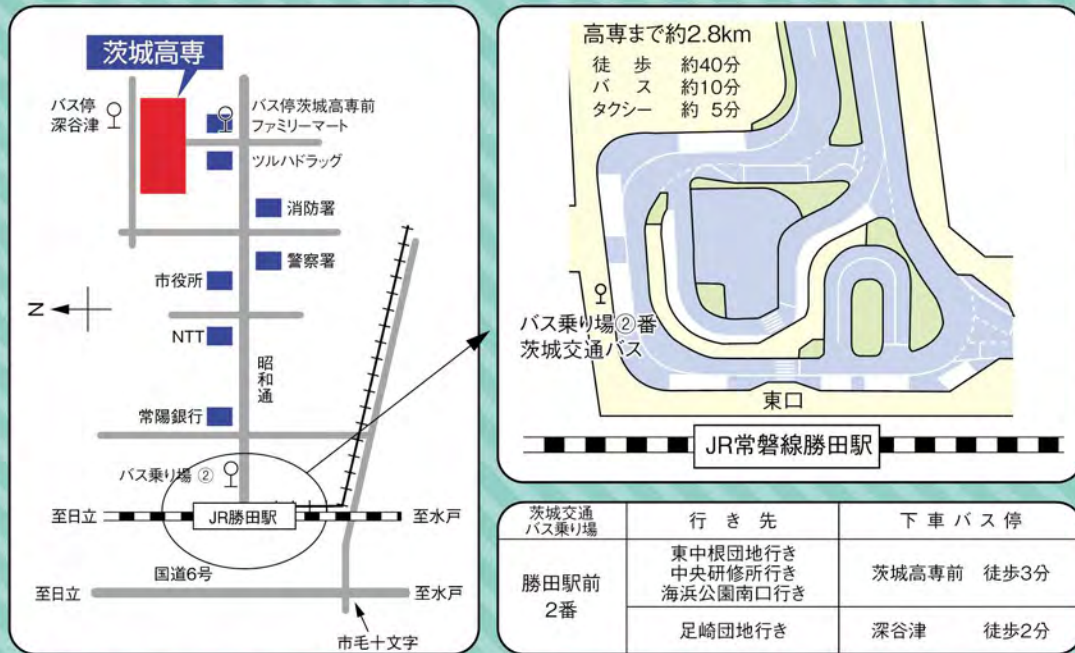 茨城高専
バス停
深谷津
バス停茨城高専前
ファミリーマート
ツルハドラッグ
消防署
警察署
市役所
N
NTT
昭和通
常陽銀行
バス乗り場 ②
至日立
JR勝田駅
至水戸
国道6号
至日立
至水戸
市毛十文字
高専まで約2.8km
徒歩 約40分
バス 約10分
タクシー 約 5分
バス乗り場②番
茨城交通バス
東口
JR常磐線勝田駅
茨城交通
バス乗り場
行き先
下車バス停
勝田駅前
2番
東中根団地行き
中央研修所行き
海浜公園南口行き
茨城高専前 徒歩3分
足崎団地行き
深谷津 徒歩2分